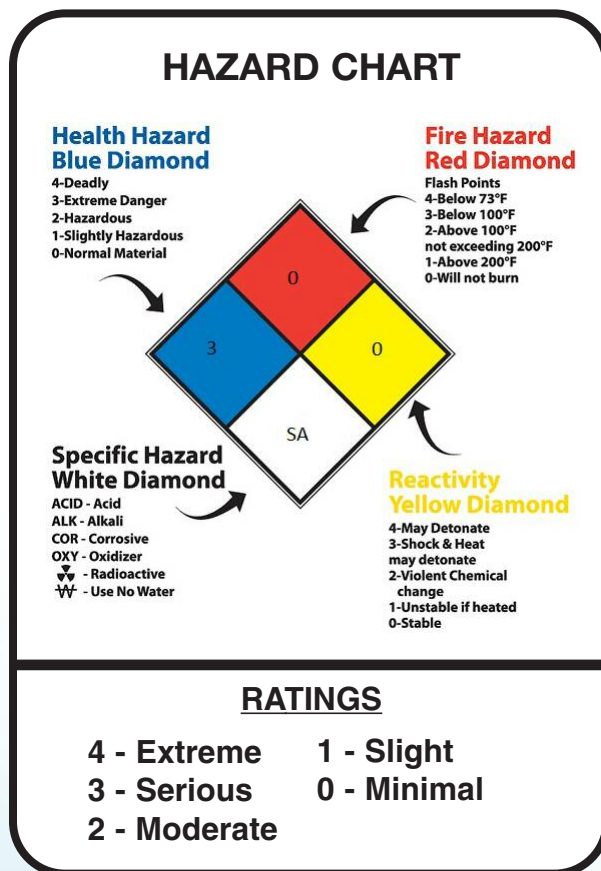 HAZARD CHART
Health Hazard
Blue Diamond
4-Deadly
3-Extreme Danger
2-Hazardous
1-Slightly Hazardous
0-Normal Material
Fire Hazard
Red Diamond
Flash Points
4-Below 73°F
3-Below 100°F
2-Above 100°F
not exceeding 200°F
1-Above 200°F
0-Will not burn
0
3
0
SA
Specific Hazard
White Diamond
ACID - Acid
ALK - Alkali
COR - Corrosive
OXY - Oxidizer
- Radioactive
W - Use No Water
Reactivity
Yellow Diamond
4-May Detonate
3-Shock & Heat
may detonate
2-Violent Chemical
change
1-Unstable if heated
0-Stable
RATINGS
4 - Extreme
3 - Serious
2 - Moderate
1 - Slight
0 - Minimal